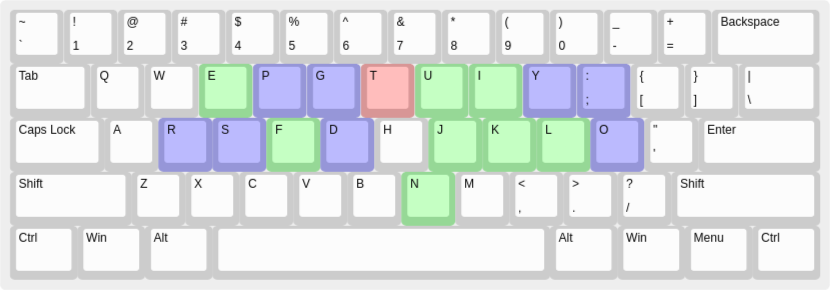 ~ ! @ # $ % ^ & * ( ) _ + Backspace
` 1 2 3 4 5 6 7 8 9 0 - =
Tab Q W E P G T U I Y : { } |
; [ ] \
Caps Lock A R S F D H J K L O " Enter
'
Shift Z X C V B N M < > ? Shift
, . /
Ctrl Win Alt Alt Win Menu Ctrl